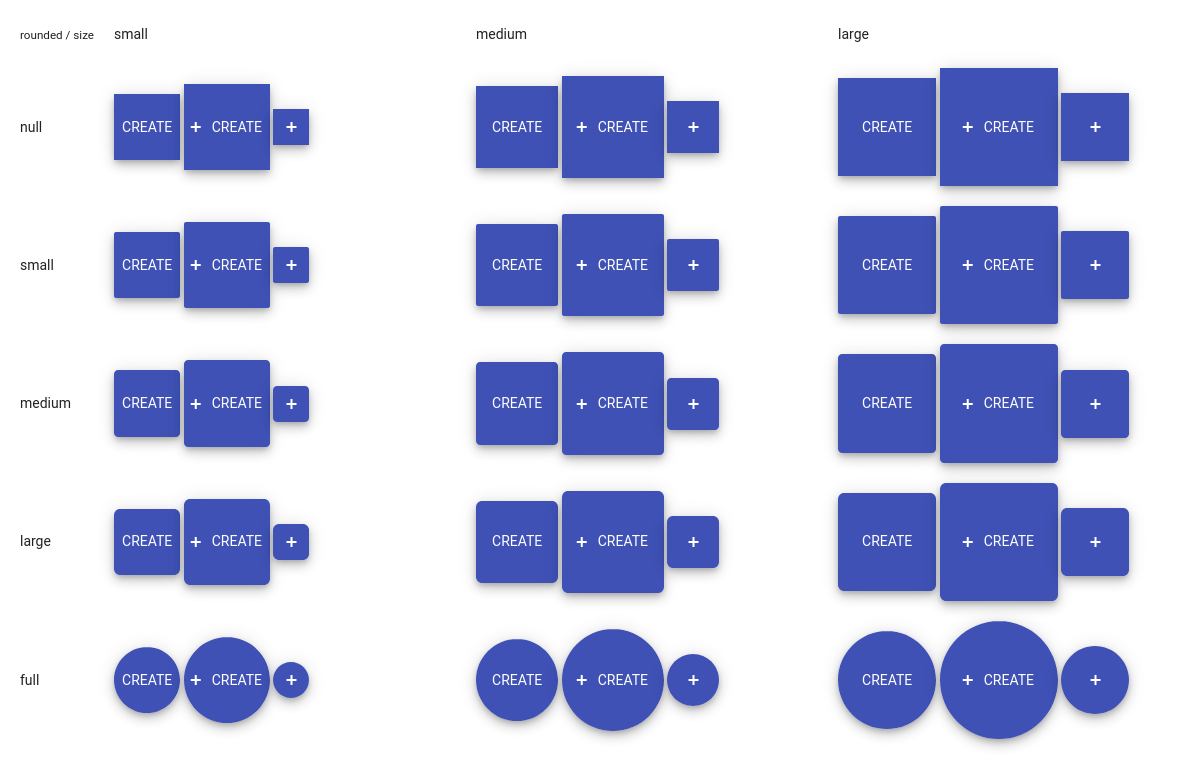 rounded / size small medium large
null CREATE + CREATE + CREATE + CREATE + CREATE + CREATE +
small CREATE + CREATE + CREATE + CREATE + CREATE + CREATE +
medium CREATE + CREATE + CREATE + CREATE + CREATE + CREATE +
large CREATE + CREATE + CREATE + CREATE + CREATE + CREATE +
full CREATE + CREATE + CREATE + CREATE + CREATE + CREATE +